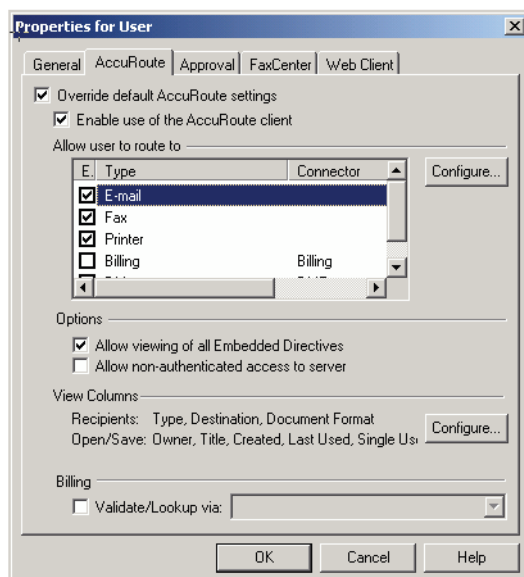 Properties for User
General AccuRoute Approval FaxCenter Web Client
Override default AccuRoute settings
Enable use of the AccuRoute client
Allow user to route to
E. Type Connector
Configure...
E-mail
Fax
Printer
Billing Billing
Options
Allow viewing of all Embedded Directives
Allow non-authenticated access to server
View Columns
Recipients: Type, Destination, Document Format
Open/Save: Owner, Title, Created, Last Used, Single
Configure...
Billing
Validate/Lookup via:
OK Cancel Help